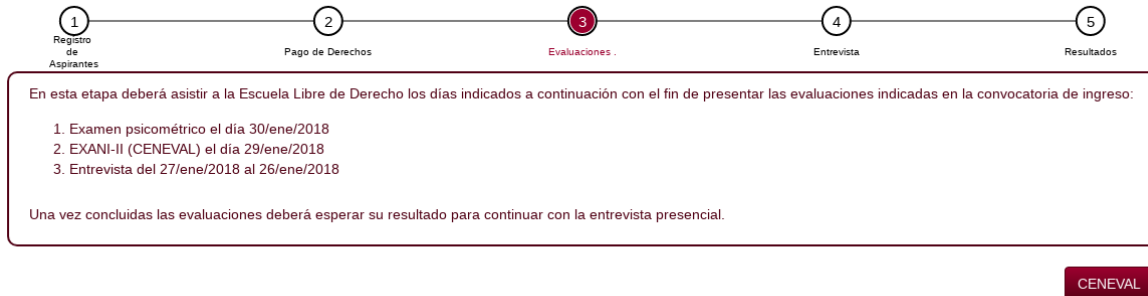 1
2
3
4
5
Registro
de
Aspirantes
Pago de Derechos
Evaluaciones .
Entrevista
Resultados
En esta etapa deberá asistir a la Escuela Libre de Derecho los días indicados a continuación con el fin de presentar las evaluaciones indicadas en la convocatoria de ingreso:
1. Examen psicométrico el día 30/ene/2018
2. EXANI-II (CENEVAL) el día 29/ene/2018
3. Entrevista del 27/ene/2018 al 26/ene/2018
Una vez concluidas las evaluaciones deberá esperar su resultado para continuar con la entrevista presencial.
CENEVAL